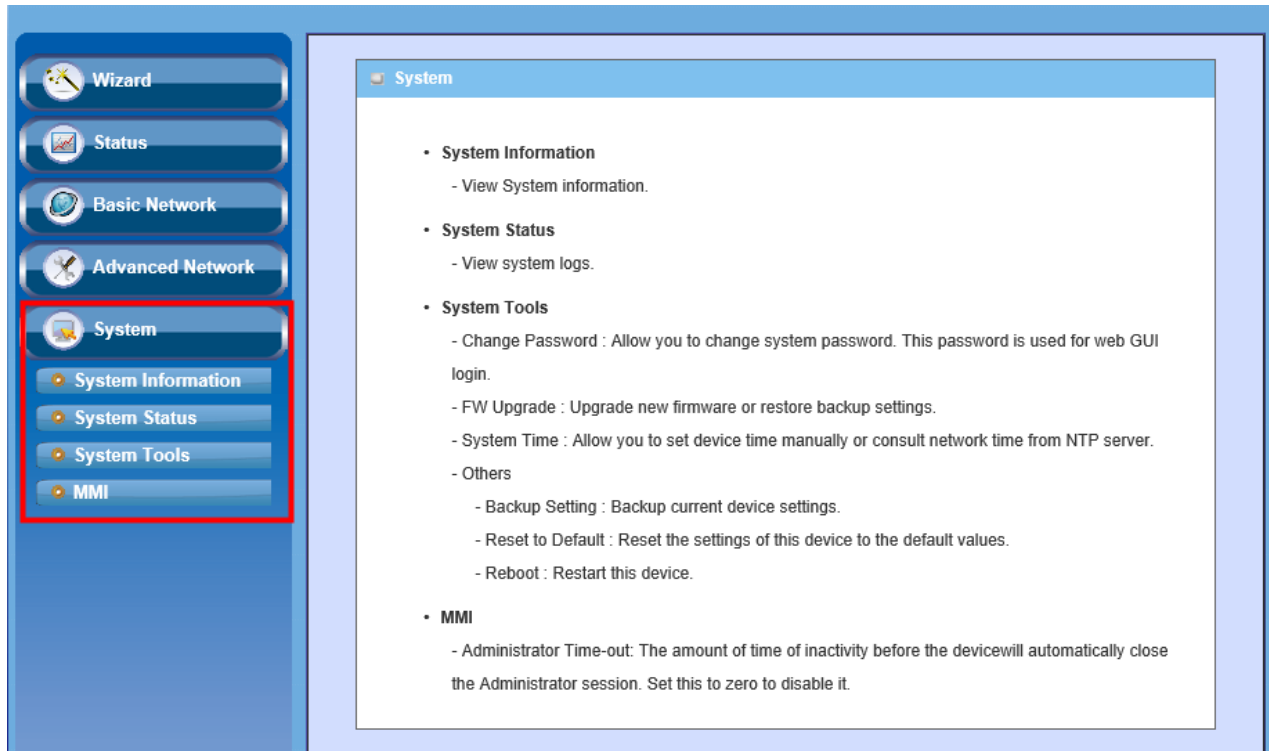 Wizard
Status
Basic Network
Advanced Network
System
System Information
System Status
System Tools
MMI
System
• System Information
- View System information.
• System Status
- View system logs.
• System Tools
- Change Password : Allow you to change system password. This password is used for web GUI
login.
- FW Upgrade : Upgrade new firmware or restore backup settings.
- System Time : Allow you to set device time manually or consult network time from NTP server.
- Others
- Backup Setting : Backup current device settings.
- Reset to Default : Reset the settings of this device to the default values.
- Reboot : Restart this device.
• MMI
- Administrator Time-out: The amount of time of inactivity before the devicewill automatically close
the Administrator session. Set this to zero to disable it.